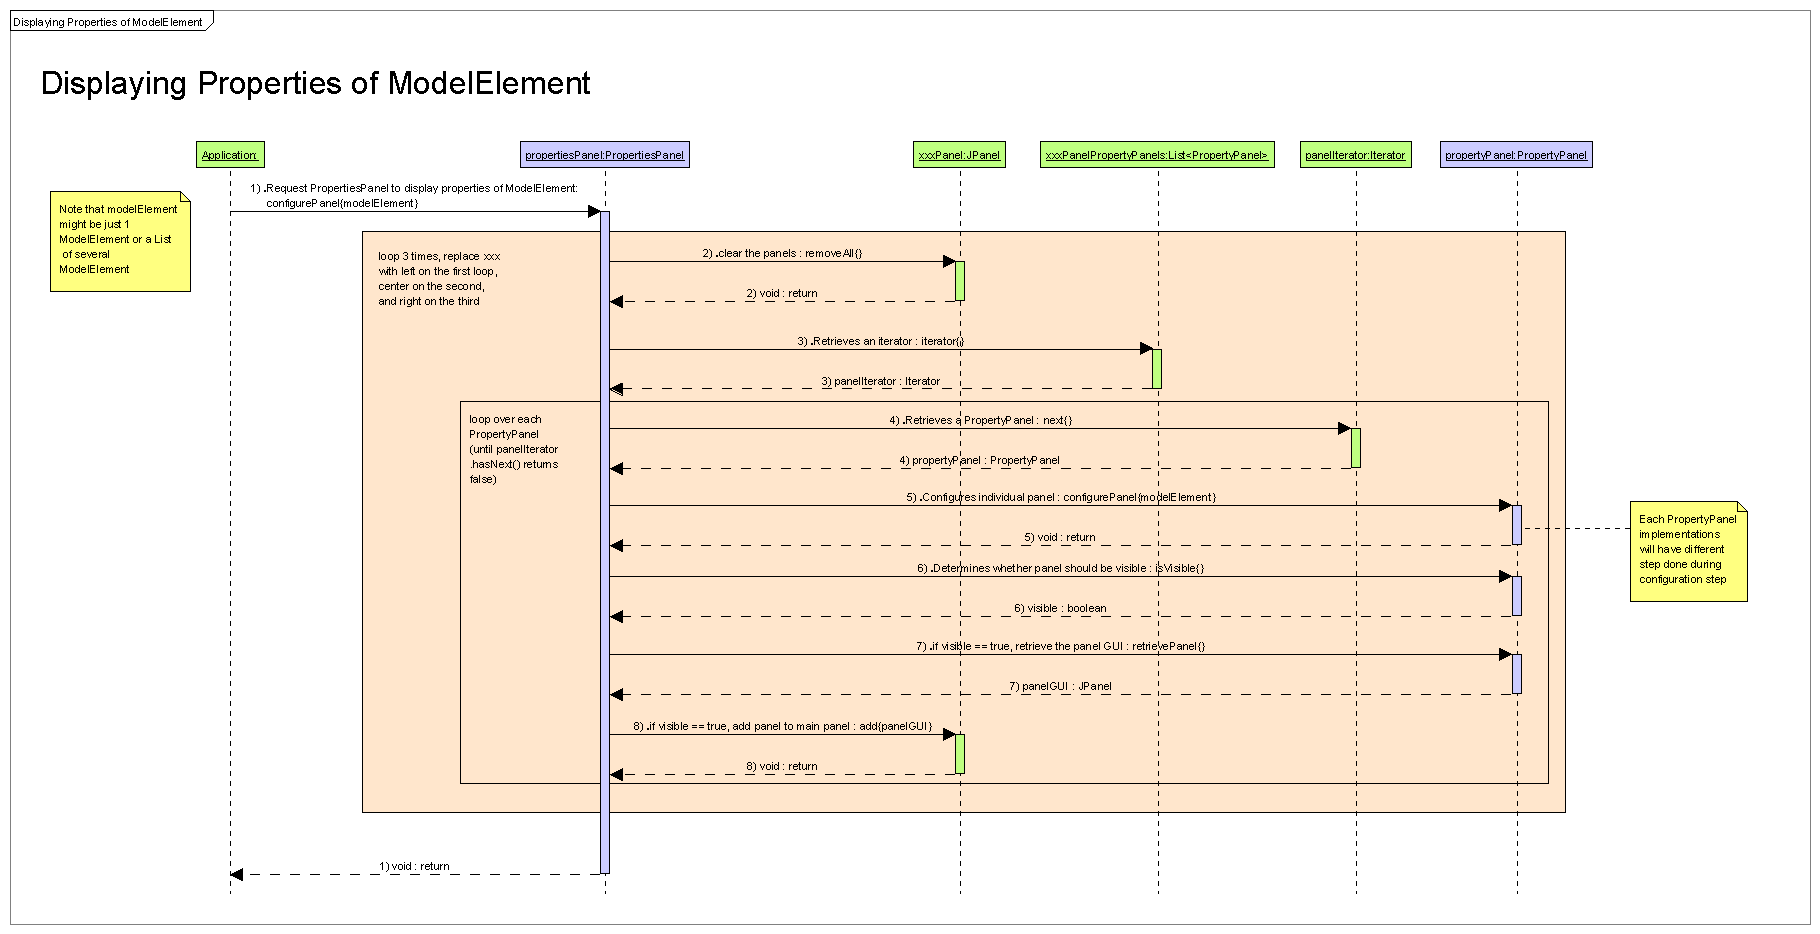 Displaying Properties of ModelElement
Displaying Properties of ModelElement
Application:
propertiesPanel:PropertiesPanel
xxxPanel:JPanel
xxxPanelPropertyPanels:List<PropertyPanel>
panelIterator:Iterator
propertyPanel:PropertyPanel
Note that modelElement
might be just 1
ModelElement or a List
of several
ModelElement
1) .Request PropertiesPanel to display properties of ModelElement:
configurePanel{modelElement}
loop 3 times, replace xxx
with left on the first loop,
center on the second,
and right on the third
2) .clear the panels : removeAll{}
2) void : return
3) .Retrieves an iterator : iterator{}
3) panelIterator : Iterator
loop over each
PropertyPanel
(until panelIterator
.hasNext() returns
false)
4) .Retrieves a PropertyPanel : next{}
4) propertyPanel : PropertyPanel
5) .Configures individual panel : configurePanel{modelElement}
5) void : return
Each PropertyPanel
implementations
will have different
step done during
configuration step
6) .Determines whether panel should be visible : isVisible{}
6) visible : boolean
7) .if visible == true, retrieve the panel GUI : retrievePanel{}
7) panelGUI : JPanel
8) .if visible == true, add panel to main panel : add{panelGUI}
8) void : return
1) void : return